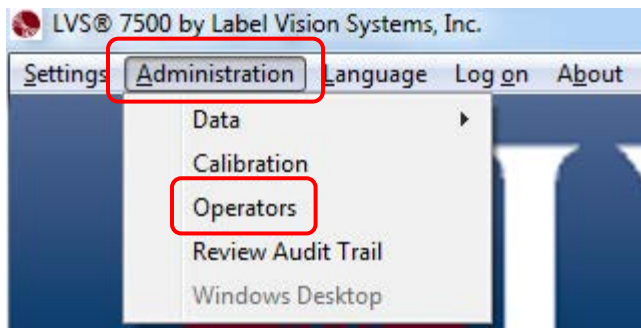 LVS® 7500 by Label Vision Systems, Inc.
Settings Administration Language Log on About
Data
Calibration
Operators
Review Audit Trail
Windows Desktop